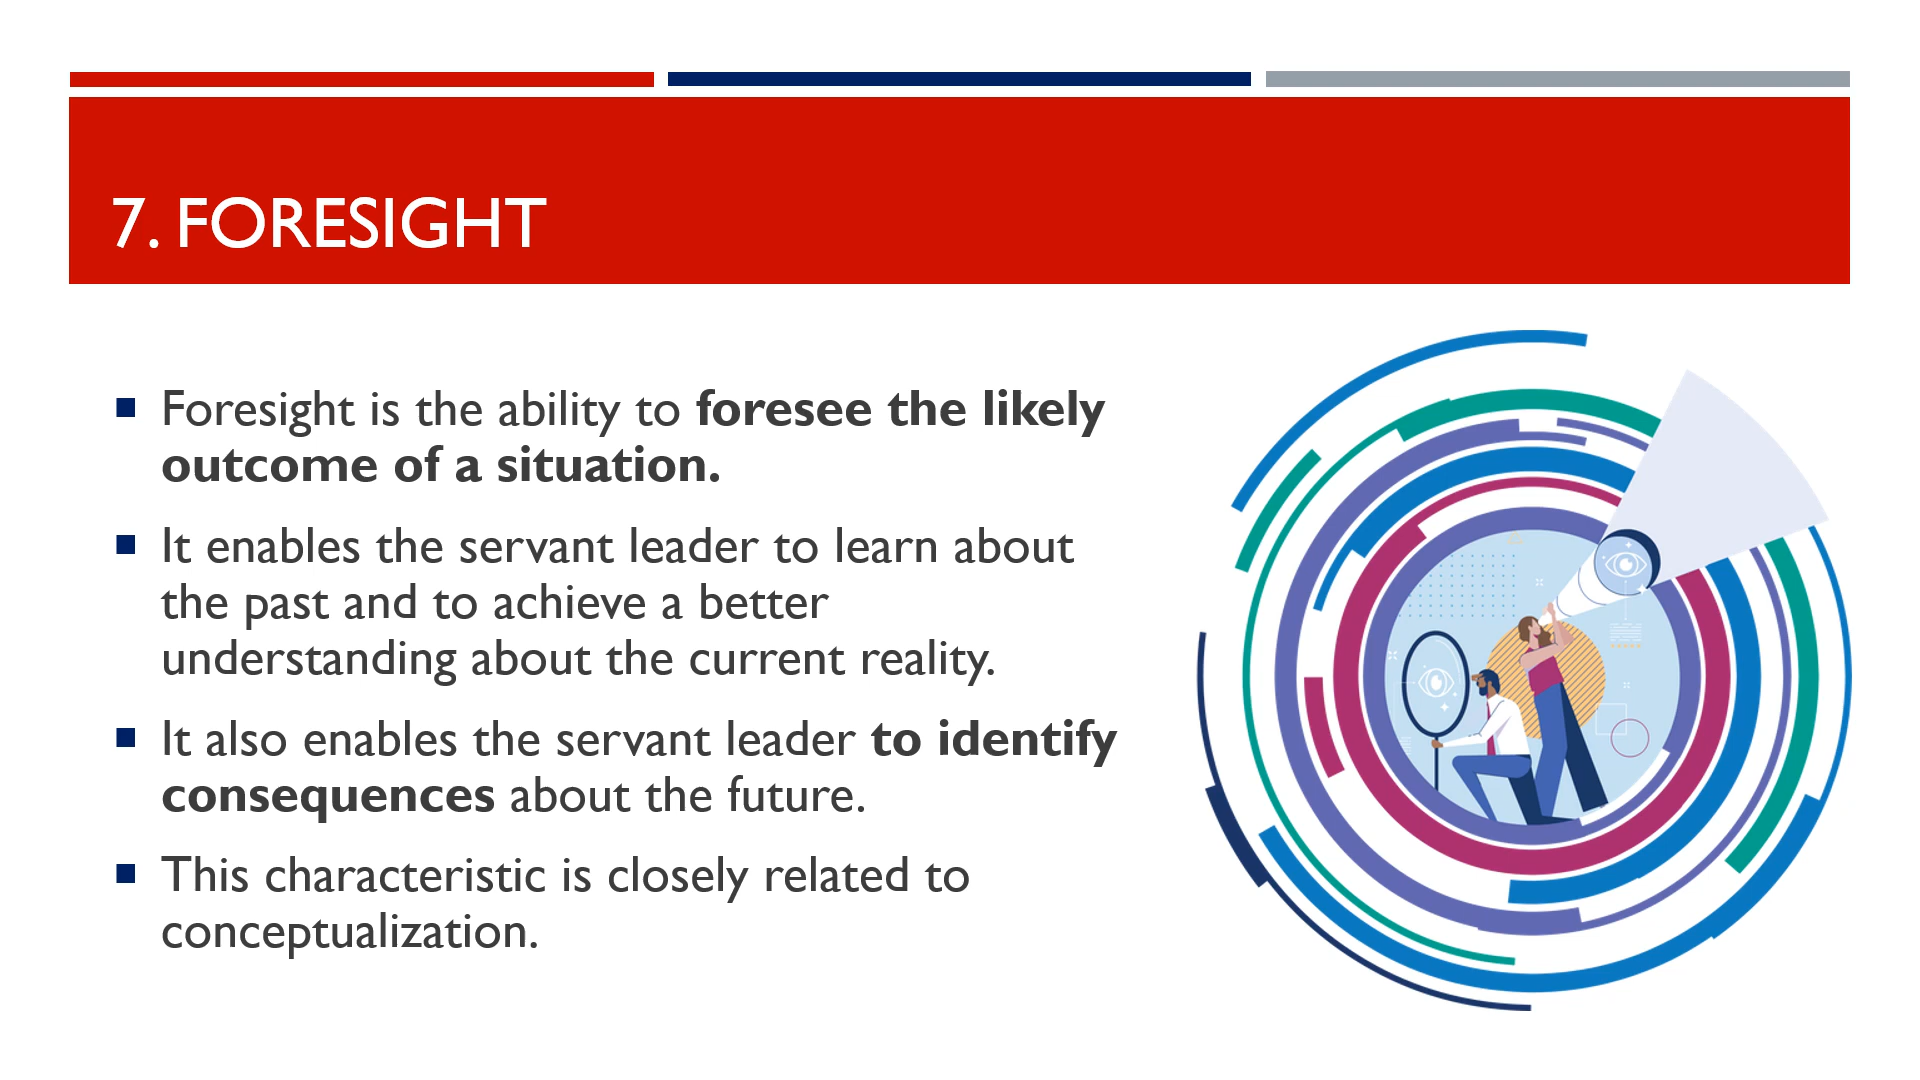 7. FORESIGHT
Foresight is the ability to foresee the likely
outcome of a situation.
It enables the servant leader to learn about
the past and to achieve a better
understanding about the current reality.
It also enables the servant leader to identify
consequences about the future.
This characteristic is closely related to
conceptualization.